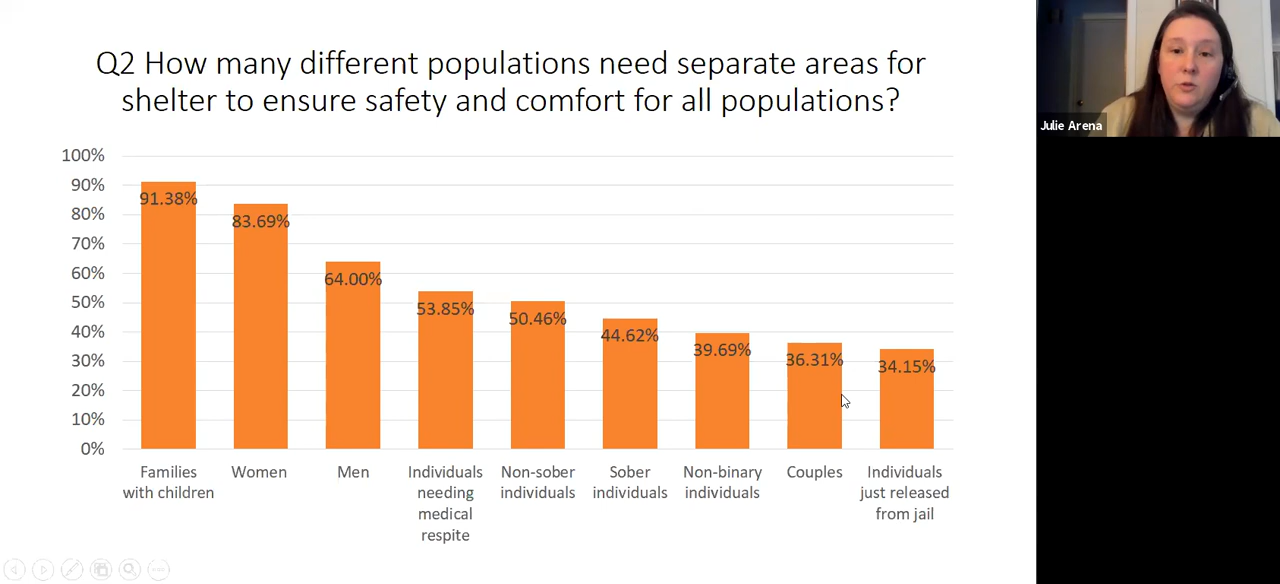 Q2 How many different populations need separate areas for
shelter to ensure safety and comfort for all populations?
Julie Arena
100%
90%
80%
70%
60%
50%
40%
30%
20%
10%
0%
91.38%
83.69%
64.00%
53.85%
50.46%
44.62%
39.69%
36.31%
34.15%
Families
with children
Women
Men
Individuals
needing
medical
respite
Non-sober
individuals
Sober
individuals
Non-binary
individuals
Couples
Individuals
just released
from jail